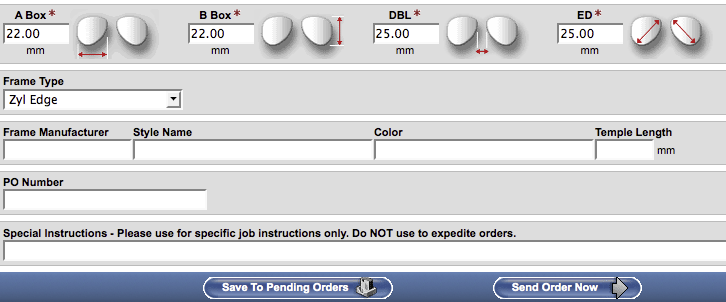 A Box * B Box * DBL * ED *
22.00 22.00 25.00 25.00
mm mm mm mm
Frame Type
Zyl Edge
Frame Manufacturer Style Name Color Temple Length
mm
PO Number
Special Instructions - Please use for specific job instructions only. Do NOT use to expedite orders.
Save To Pending Orders Send Order Now